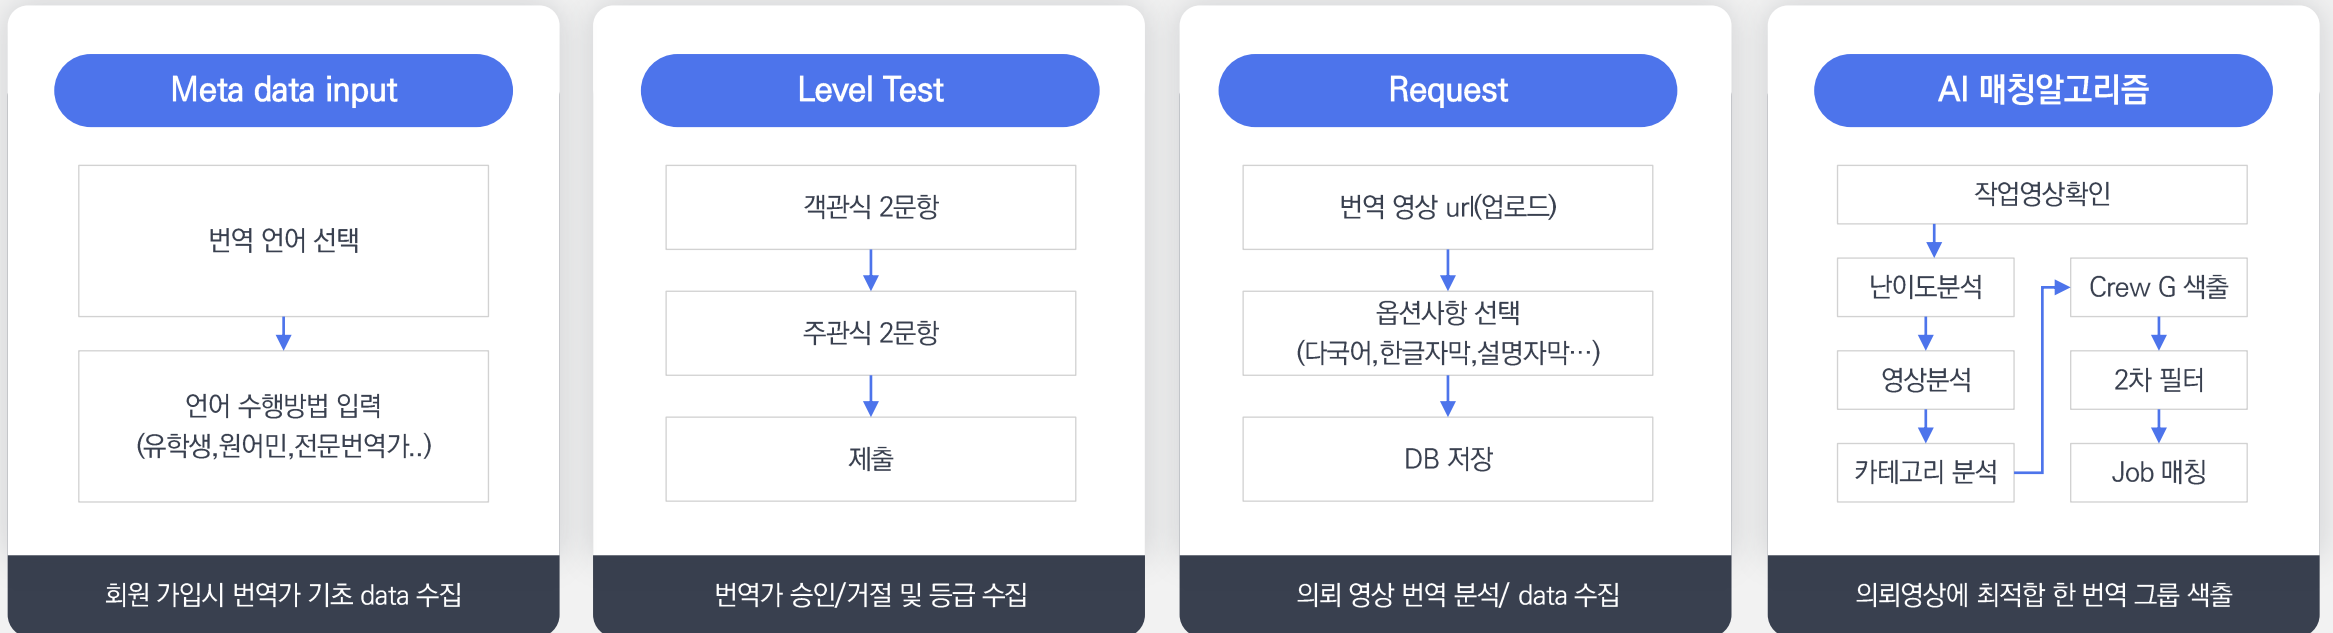 Meta data input
번역 언어 선택
언어 수행방법 입력
(유학생,원어민,전문번역가..)
회원 가입시 번역가 기초 data 수집
Level Test
객관식 2문항
주관식 2문항
제출
번역가 승인/거절 및 등급 수집
Request
번역 영상 url(업로드)
옵션사항 선택
(다국어,한글자막,설명자막…)
DB 저장
의뢰 영상 번역 분석/ data 수집
AI 매칭알고리즘
작업영상확인
난이도분석
영상분석
카테고리 분석
Crew G 색출
2차 필터
Job 매칭
의뢰영상에 최적합 한 번역 그룹 색출